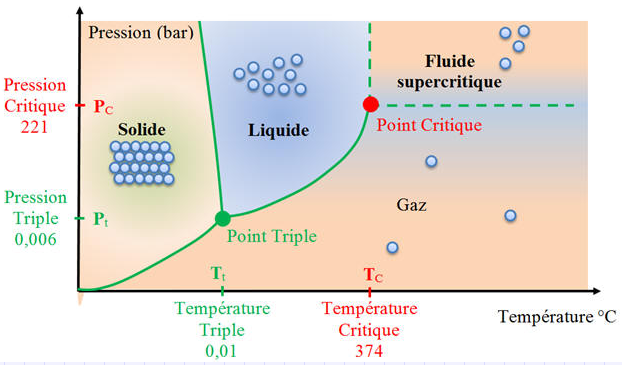 Pression (bar)
Pression
Critique
221
P_C
Solide
Liquide
Fluide
supercritique
Point Critique
Pression
Triple
0,006
P_t
Gaz
Point Triple
T_t
T_C
Température
Triple
0,01
Température
Critique
374
Température °C